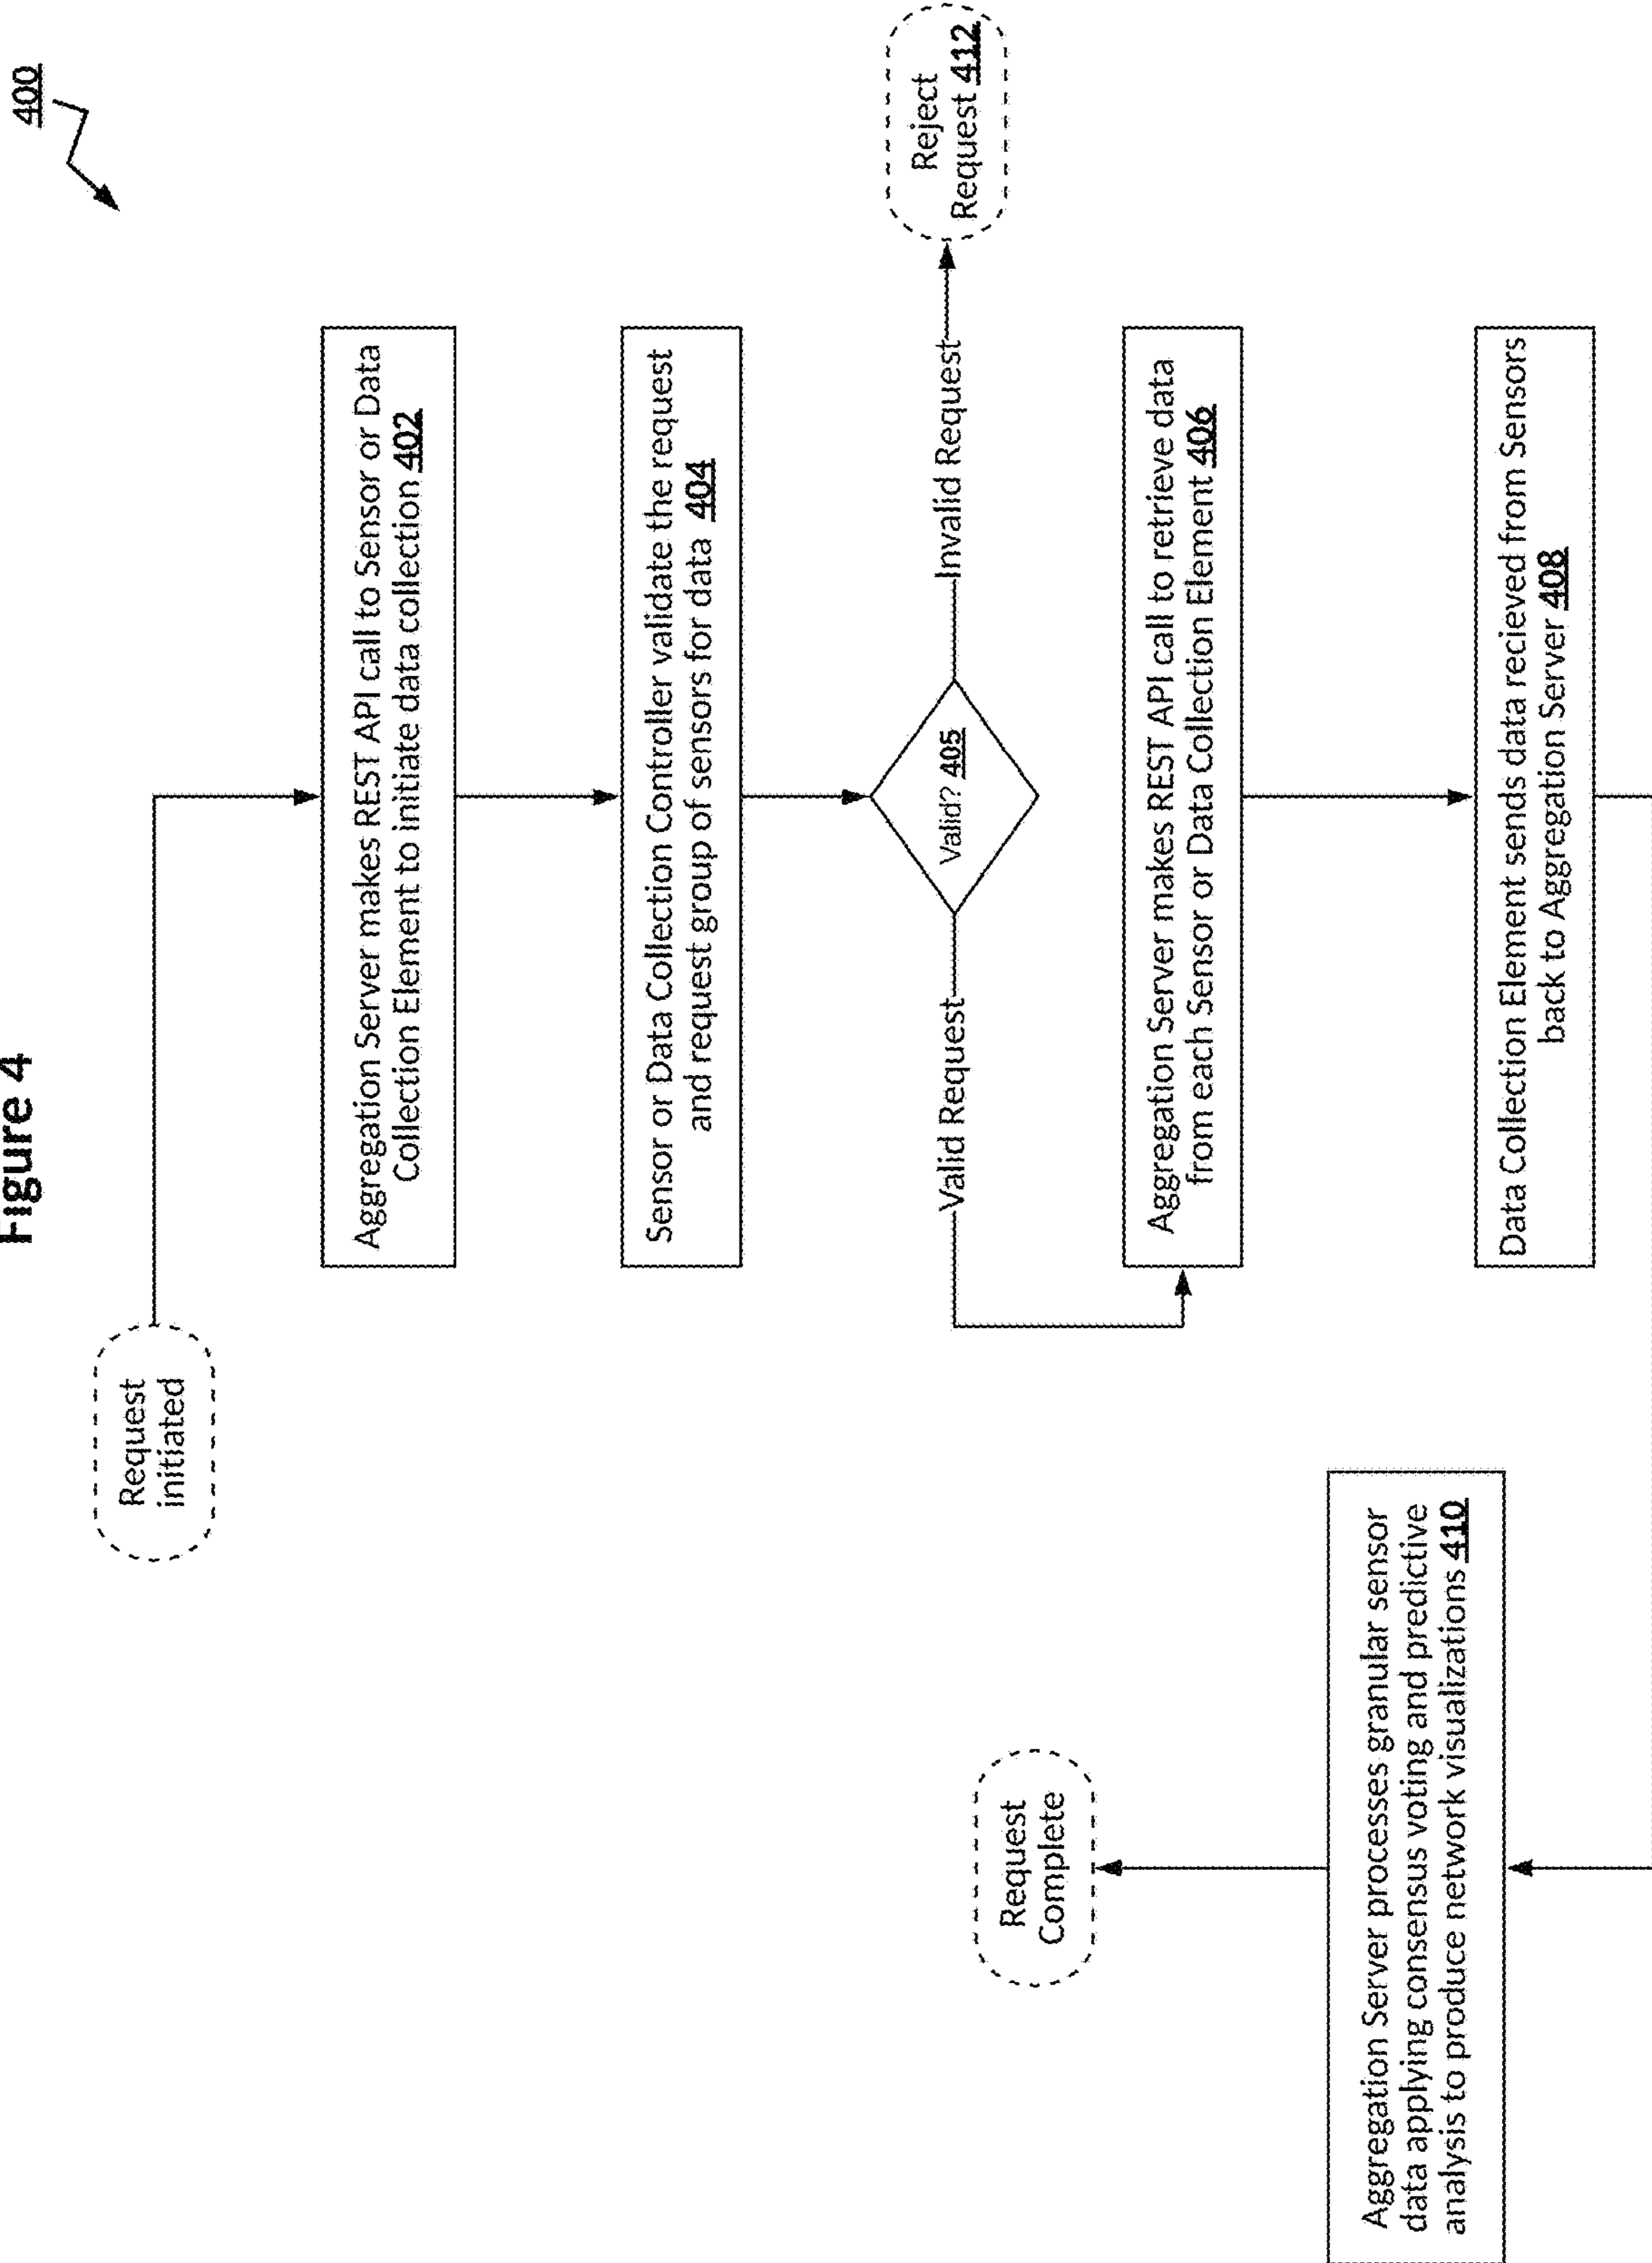 Figure 4
400
Request
initiated
Aggregation Server makes REST API call to Sensor or Data
Collection Element to initiate data collection 402
Sensor or Data Collection Controller validate the request
and request group of sensors for data 404
Valid? 405
Valid Request
Invalid Request
Reject
Request 412
Aggregation Server makes REST API call to retrieve data
from each Sensor or Data Collection Element 406
Data Collection Element sends data recieved from Sensors
back to Aggregation Server 408
Aggregation Server processes granular sensor
data applying consensus voting and predictive
analysis to produce network visualizations 410
Request
Complete